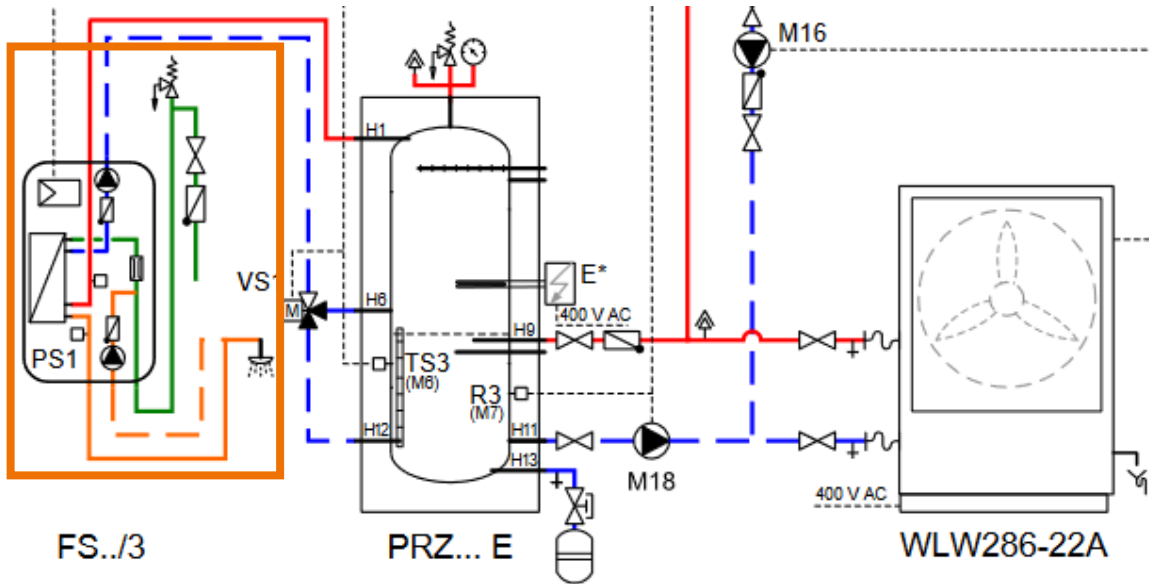 M16
H1
VS1
M
H6
E*
400 V AC
H9
PS1
TS3
(M6)
R3
(M7)
H12
H11
H13
M18
400 V AC
FS../3
PRZ... E
WLW286-22A